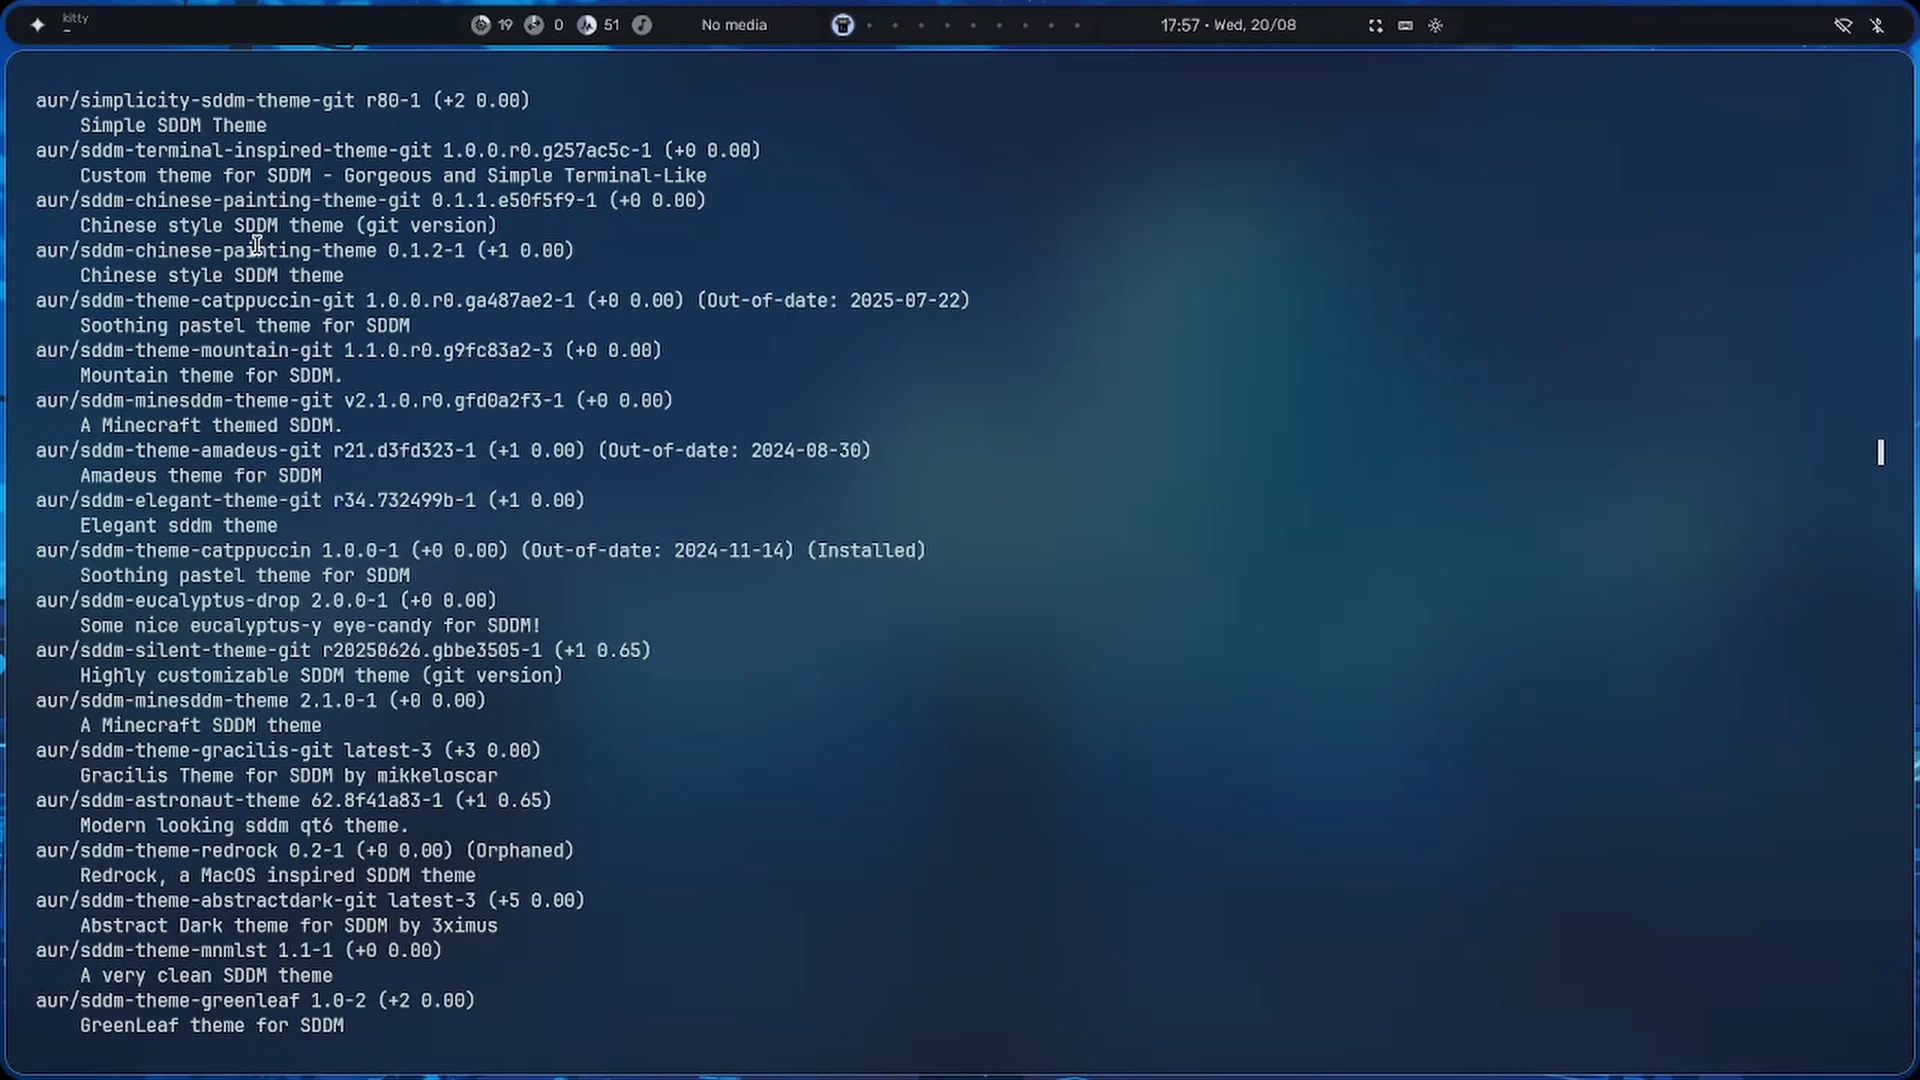 kitty
19 0 51 No media 17:57 • Wed, 20/08
aur/simplicity-sddm-theme-git r80-1 (+2 0.00)
Simple SDDM Theme
aur/sddm-terminal-inspired-theme-git 1.0.0.r0.g257ac5c-1 (+0 0.00)
Custom theme for SDDM - Gorgeous and Simple Terminal-Like
aur/sddm-chinese-painting-theme-git 0.1.1.e50f5f9-1 (+0 0.00)
Chinese style SDDM theme (git version)
aur/sddm-chinese-painting-theme 0.1.2-1 (+1 0.00)
Chinese style SDDM theme
aur/sddm-theme-catppuccin-git 1.0.0.r0.ga487ae2-1 (+0 0.00) (Out-of-date: 2025-07-22)
Soothing pastel theme for SDDM
aur/sddm-theme-mountain-git 1.1.0.r0.g9fc83a2-3 (+0 0.00)
Mountain theme for SDDM.
aur/sddm-minesddm-theme-git v2.1.0.r0.gfd0a2f3-1 (+0 0.00)
A Minecraft themed SDDM.
aur/sddm-theme-amadeus-git r21.d3fd323-1 (+1 0.00) (Out-of-date: 2024-08-30)
Amadeus theme for SDDM
aur/sddm-elegant-theme-git r34.732499b-1 (+1 0.00)
Elegant sddm theme
aur/sddm-theme-catppuccin 1.0.0-1 (+0 0.00) (Out-of-date: 2024-11-14) (Installed)
Soothing pastel theme for SDDM
aur/sddm-eucalyptus-drop 2.0.0-1 (+0 0.00)
Some nice eucalyptus-y eye-candy for SDDM!
aur/sddm-silent-theme-git r20250626.gbbe3505-1 (+1 0.65)
Highly customizable SDDM theme (git version)
aur/sddm-minesddm-theme 2.1.0-1 (+0 0.00)
A Minecraft SDDM theme
aur/sddm-theme-gracilis-git latest-3 (+3 0.00)
Gracilis Theme for SDDM by mikkeloscar
aur/sddm-astronaut-theme 62.8f41a83-1 (+1 0.65)
Modern looking sddm qt6 theme.
aur/sddm-theme-redrock 0.2-1 (+0 0.00) (Orphaned)
Redrock, a MacOS inspired SDDM theme
aur/sddm-theme-abstractdark-git latest-3 (+5 0.00)
Abstract Dark theme for SDDM by 3ximus
aur/sddm-theme-mnmlst 1.1-1 (+0 0.00)
A very clean SDDM theme
aur/sddm-theme-greenleaf 1.0-2 (+2 0.00)
GreenLeaf theme for SDDM